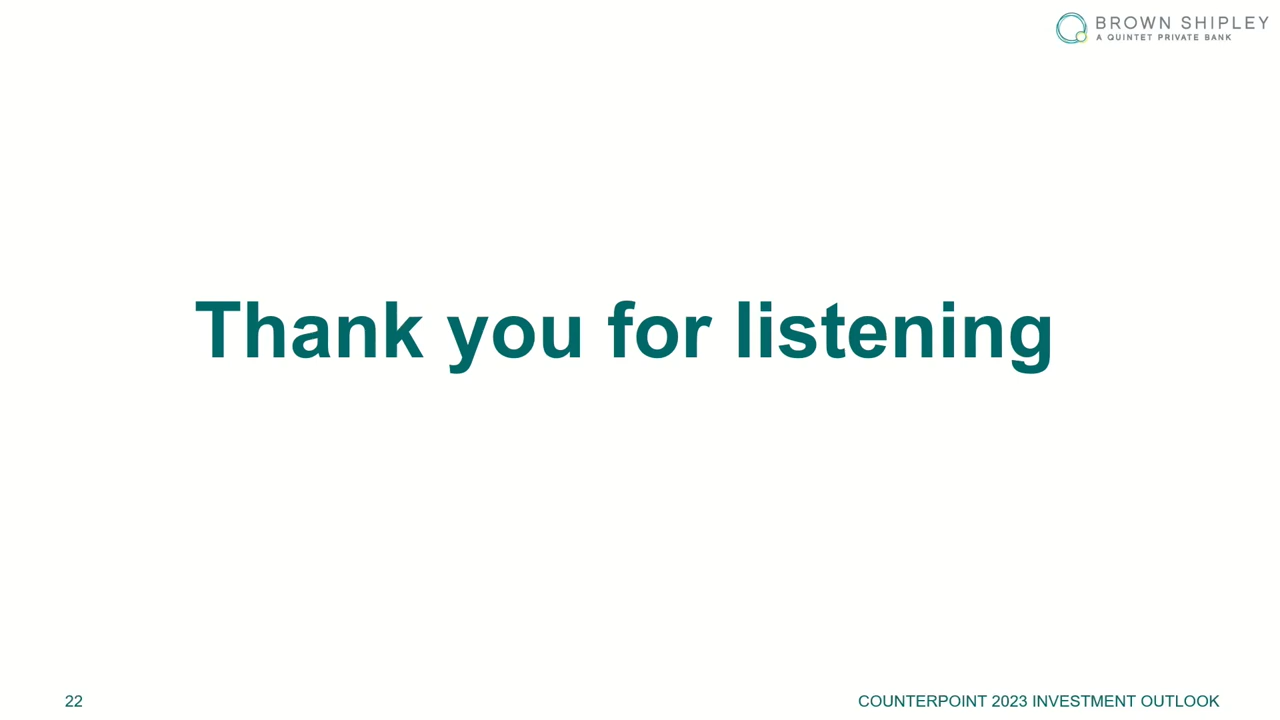 BROWN SHIPLEY
A QUINTET PRIVATE BANK
Thank you for listening
22
COUNTERPOINT 2023 INVESTMENT OUTLOOK